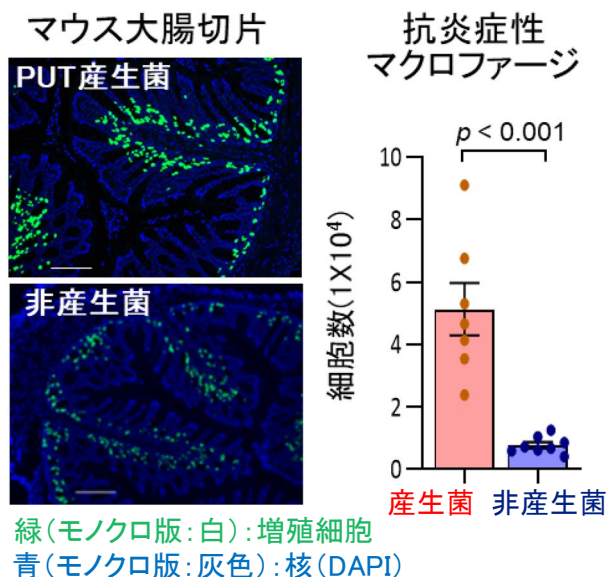 マウス大腸切片
PUT産生菌
非産生菌
抗炎症性
マクロファージ
p < 0.001
細胞数(1X10⁴)
10
8
6
4
2
0
産生菌 非産生菌
緑(モノクロ版:白):増殖細胞
青(モノクロ版:灰色):核(DAPI)